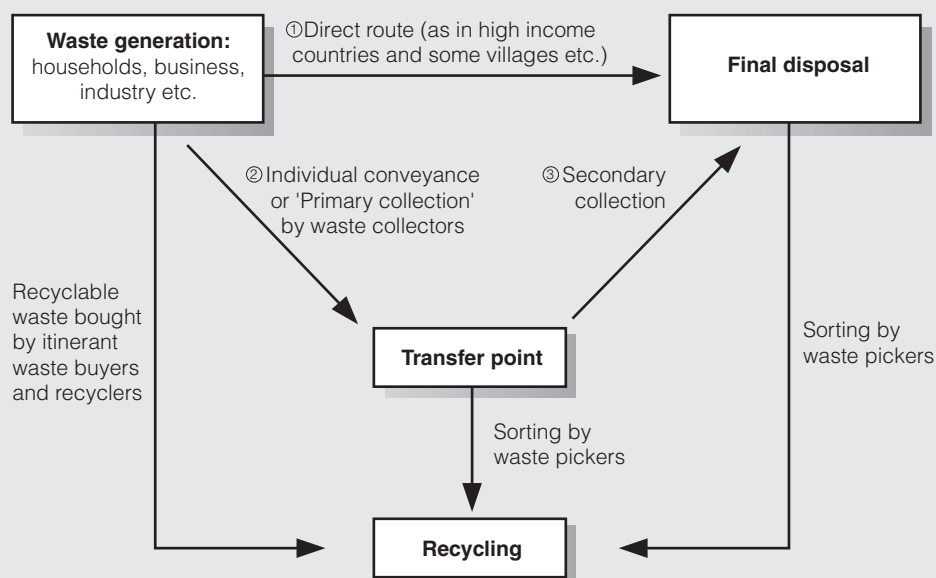 Waste generation:
households, business,
industry etc.
①Direct route (as in high income
countries and some villages etc.)
Final disposal
②Individual conveyance
or 'Primary collection'
by waste collectors
③Secondary
collection
Recyclable
waste bought
by itinerant
waste buyers
and recyclers
Transfer point
Sorting by
waste pickers
Sorting by
waste pickers
Recycling